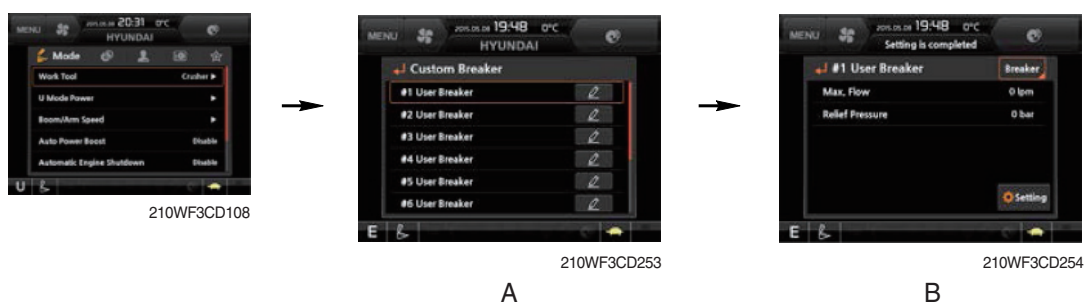 MENU
2015.05.08 20:31 0°C
HYUNDAI
Mode
Work Tool Crusher ▶
U Mode Power ▶
Boom/Arm Speed ▶
Auto Power Boost Disable
Automatic Engine Shutdown Disable
U
210WF3CD108
MENU
2015.05.08 19:48 0°C
HYUNDAI
Custom Breaker
#1 User Breaker
#2 User Breaker
#3 User Breaker
#4 User Breaker
#5 User Breaker
#6 User Breaker
E
210WF3CD253
A
MENU
2015.05.08 19:48 0°C
Setting is completed
#1 User Breaker Breaker
Max. Flow 0 lpm
Relief Pressure 0 bar
Setting
E
210WF3CD254
B